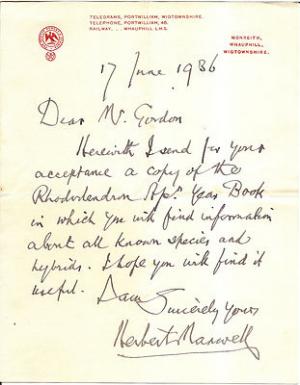 TELEGRAMS, PORTWILLIAM, WIGTOWNSHIRE.
TELEPHONE, PORTWILLIAM, 48.
RAILWAY, . . WHAUPHILL L.M.S.
MONREITH,
WHAUPHILL,
WIGTOWNSHIRE.
17 June 1936
Dear Mr. Gordon
Herewith I send for your
acceptance a copy of the
Rhododendron Year Book
in which you will find information
about all known species and
hybrids. I hope you will find it
useful.
I am
Sincerely Yours
Herbert Maxwell